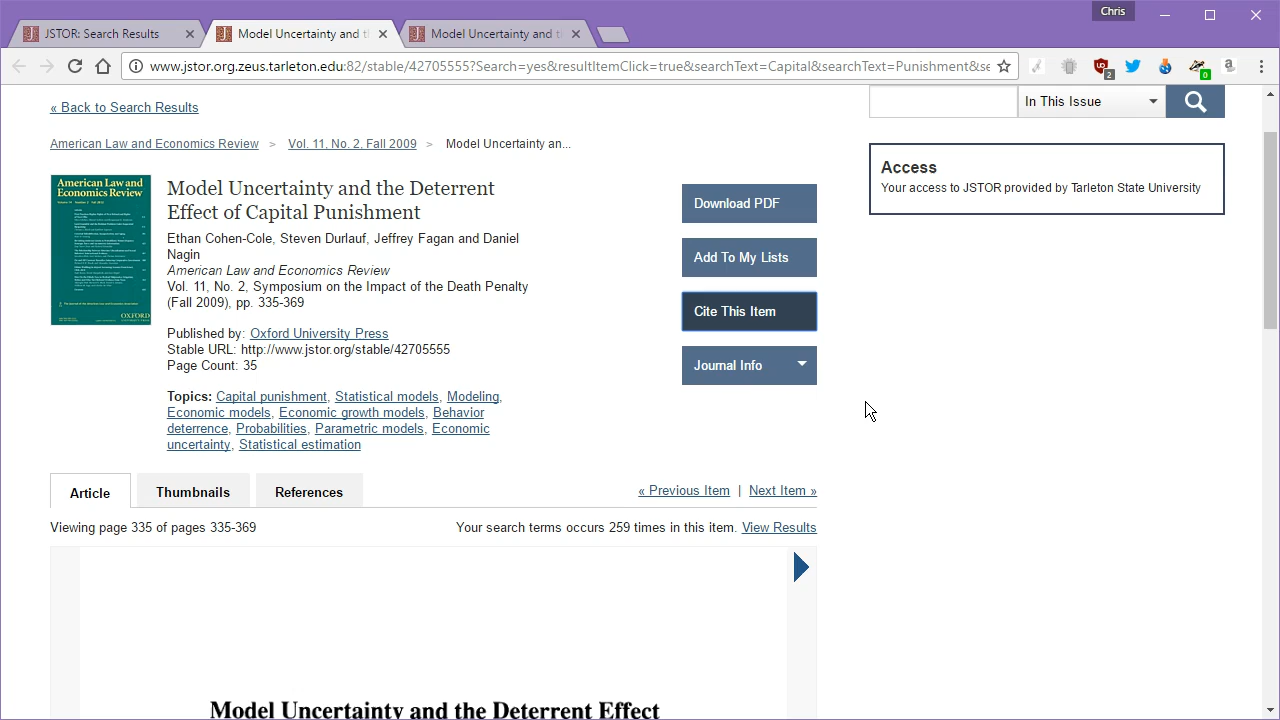 Chris
JSTOR: Search Results
Model Uncertainty and t
Model Uncertainty and t
www.jstor.org.zeus.tarleton.edu:82/stable/42705555?Search=yes&resultItemClick=true&searchText=Capital&searchText=Punishment&se
2
0
« Back to Search Results
In This Issue
American Law and Economics Review > Vol. 11, No. 2, Fall 2009 > Model Uncertainty an...
Access
Your access to JSTOR provided by Tarleton State University
American Law and
Economics Review
OXFORD
Model Uncertainty and the Deterrent
Effect of Capital Punishment
Ethan Cohen-Cole, Steven Durlauf, Jeffrey Fagan and Daniel
Nagin
American Law and Economics Review
Vol. 11, No. 2, Symposium on the Impact of the Death Penalty
(Fall 2009), pp. 335-369
Published by: Oxford University Press
Stable URL: http://www.jstor.org/stable/42705555
Page Count: 35
Topics: Capital punishment, Statistical models, Modeling,
Economic models, Economic growth models, Behavior
deterrence, Probabilities, Parametric models, Economic
uncertainty, Statistical estimation
Download PDF
Add To My Lists
Cite This Item
Journal Info
Article
Thumbnails
References
« Previous Item | Next Item »
Viewing page 335 of pages 335-369
Your search terms occurs 259 times in this item. View Results
Model Uncertainty and the Deterrent Effect